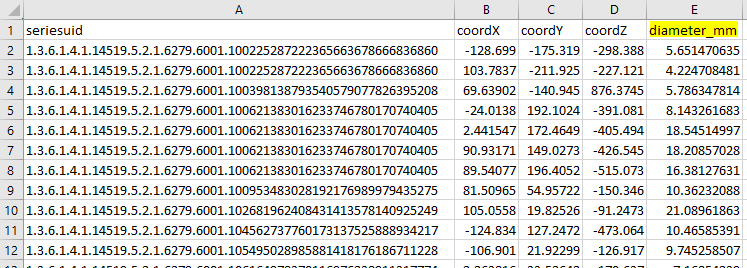 A B C D E
1 seriesuid coordX coordY coordZ diameter_mm
2 1.3.6.1.4.1.14519.5.2.1.6279.6001.100225287222365663678666836860 -128.699 -175.319 -298.388 5.651470635
3 1.3.6.1.4.1.14519.5.2.1.6279.6001.100225287222365663678666836860 103.7837 -211.925 -227.121 4.224708481
4 1.3.6.1.4.1.14519.5.2.1.6279.6001.100398138793540579077826395208 69.63902 -140.945 876.3745 5.786347814
5 1.3.6.1.4.1.14519.5.2.1.6279.6001.100621383016233746780170740405 -24.0138 192.1024 -391.081 8.143261683
6 1.3.6.1.4.1.14519.5.2.1.6279.6001.100621383016233746780170740405 2.441547 172.4649 -405.494 18.54514997
7 1.3.6.1.4.1.14519.5.2.1.6279.6001.100621383016233746780170740405 90.93171 149.0273 -426.545 18.20857028
8 1.3.6.1.4.1.14519.5.2.1.6279.6001.100621383016233746780170740405 89.54077 196.4052 -515.073 16.38127631
9 1.3.6.1.4.1.14519.5.2.1.6279.6001.100953483028192176989979435275 81.50965 54.95722 -150.346 10.36232088
10 1.3.6.1.4.1.14519.5.2.1.6279.6001.102681962408431413578140925249 105.0558 19.82526 -91.2473 21.08961863
11 1.3.6.1.4.1.14519.5.2.1.6279.6001.104562737760173137525888934217 -124.834 127.2472 -473.064 10.46585391
12 1.3.6.1.4.1.14519.5.2.1.6279.6001.105495028985881418176186711228 -106.901 21.92299 -126.917 9.745258507